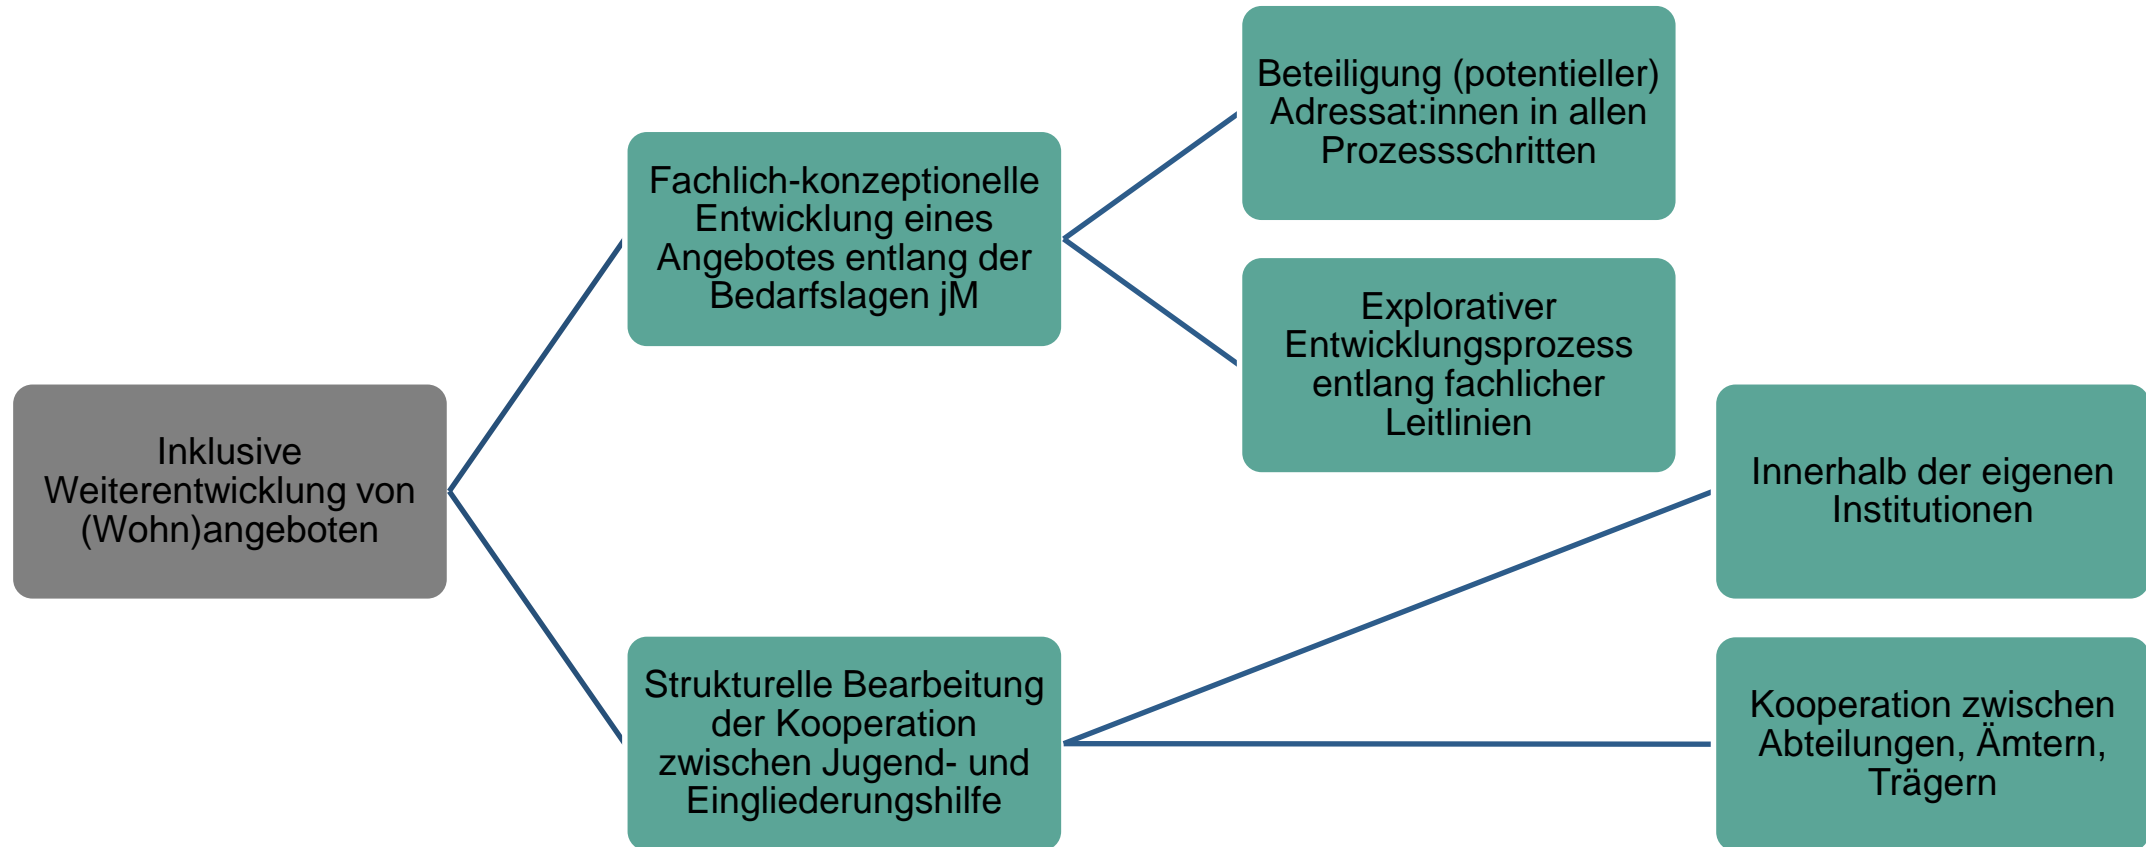 Inklusive
Weiterentwicklung von
(Wohn)angeboten
Fachlich-konzeptionelle
Entwicklung eines
Angebotes entlang der
Bedarfslagen jM
Beteiligung (potentieller)
Adressat:innen in allen
Prozessschritten
Explorativer
Entwicklungsprozess
entlang fachlicher
Leitlinien
Strukturelle Bearbeitung
der Kooperation
zwischen Jugend- und
Eingliederungshilfe
Innerhalb der eigenen
Institutionen
Kooperation zwischen
Abteilungen, Ämtern,
Trägern